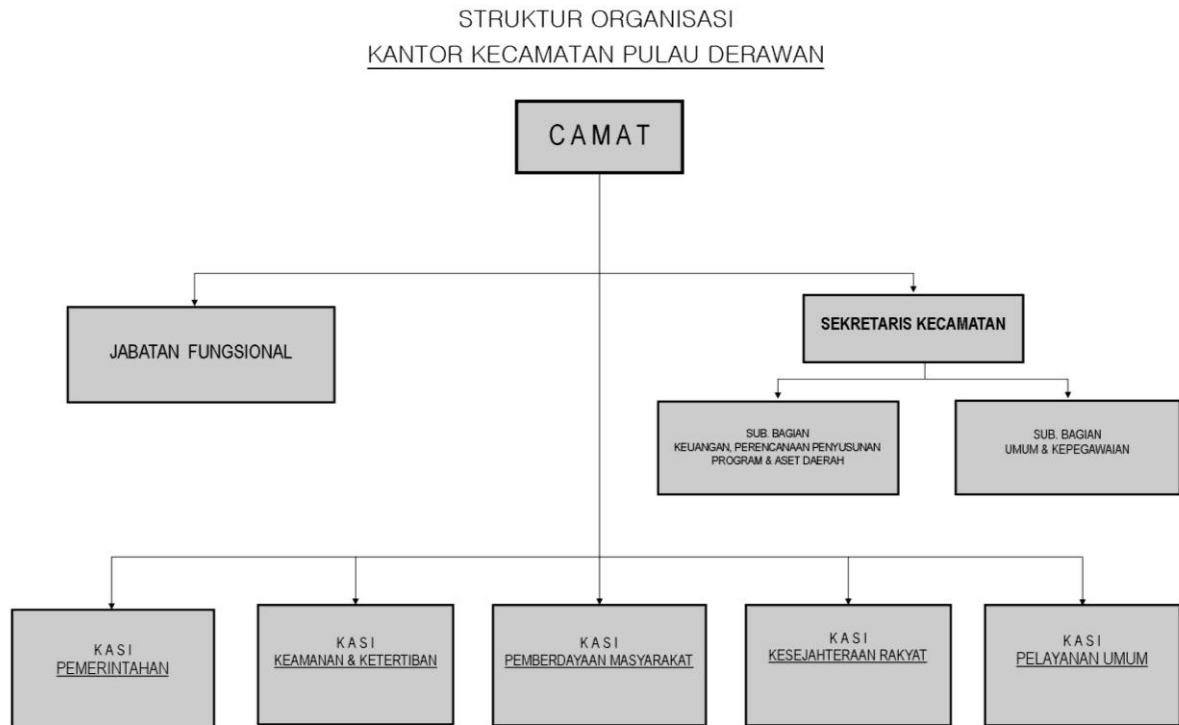 STRUKTUR ORGANISASI
KANTOR KECAMATAN PULAU DERAWAN
CAMAT
JABATAN FUNGSIONAL
SEKRETARIS KECAMATAN
SUB. BAGIAN
KEUANGAN, PERENCANAAN PENYUSUNAN
PROGRAM & ASET DAERAH
SUB. BAGIAN
UMUM & KEPEGAWAIAN
KASI
PEMERINTAHAN
KASI
KEAMANAN & KETERTIBAN
KASI
PEMBERDAYAAN MASYARAKAT
KASI
KESEJAHTERAAN RAKYAT
KASI
PELAYANAN UMUM